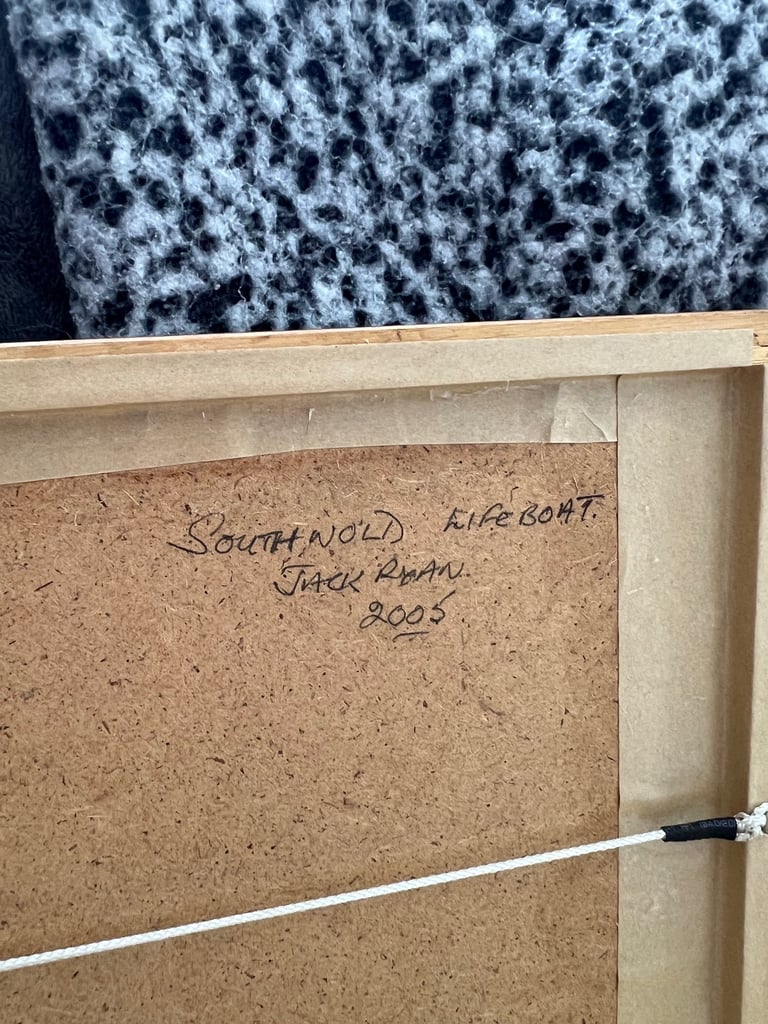 SOUTHWOLD LIFEBOAT.
JACK RYAN.
2005